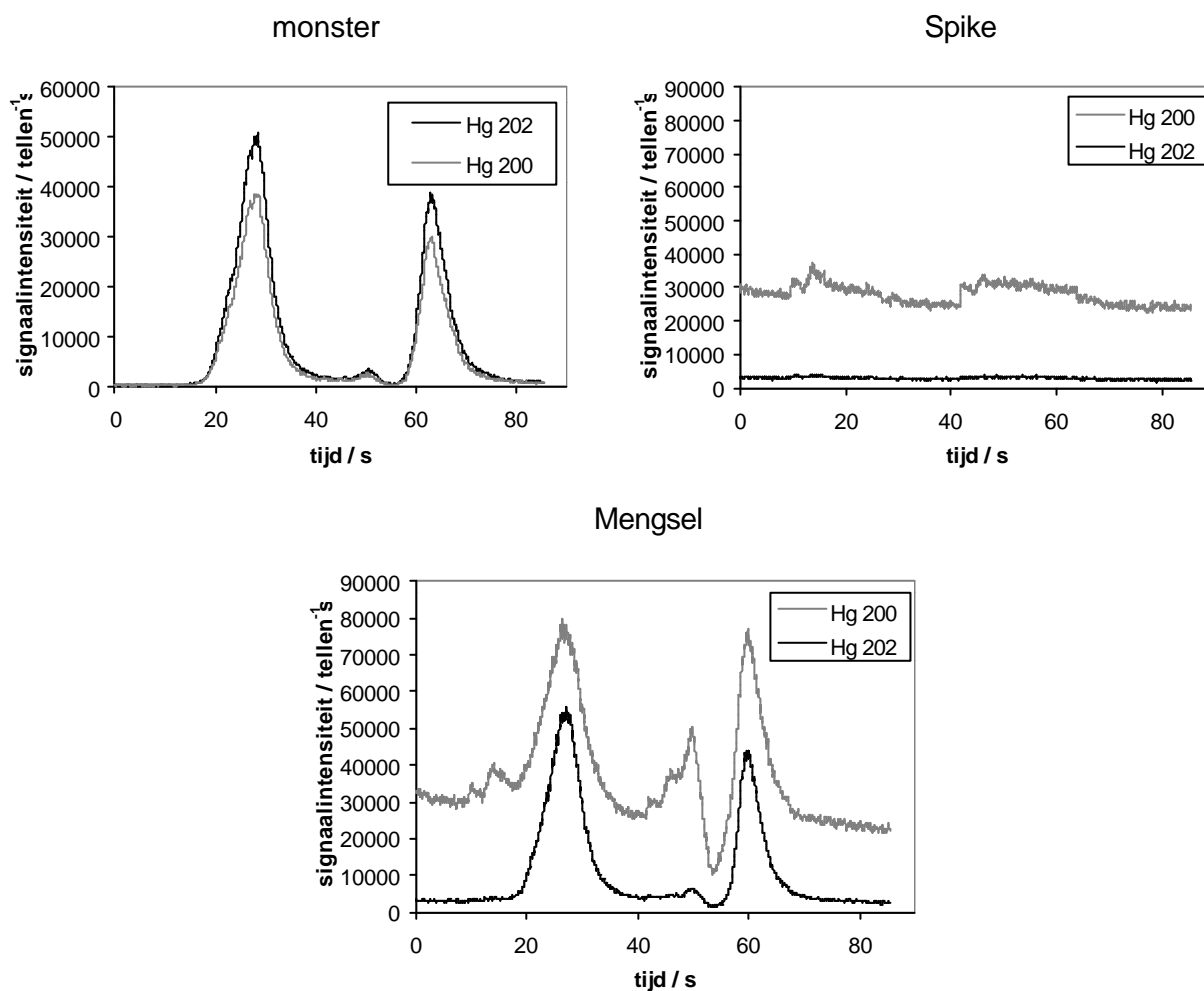 monster
signaalintensiteit / tellen⁻¹s
60000
50000
40000
30000
20000
10000
0
Hg 202
Hg 200
0 20 40 60 80
tijd / s
Spike
signaalintensiteit / tellen⁻¹s
90000
80000
70000
60000
50000
40000
30000
20000
10000
0
Hg 200
Hg 202
0 20 40 60 80
tijd / s
Mengsel
signaalintensiteit / tellen⁻¹s
90000
80000
70000
60000
50000
40000
30000
20000
10000
0
Hg 200
Hg 202
0 20 40 60 80
tijd / s